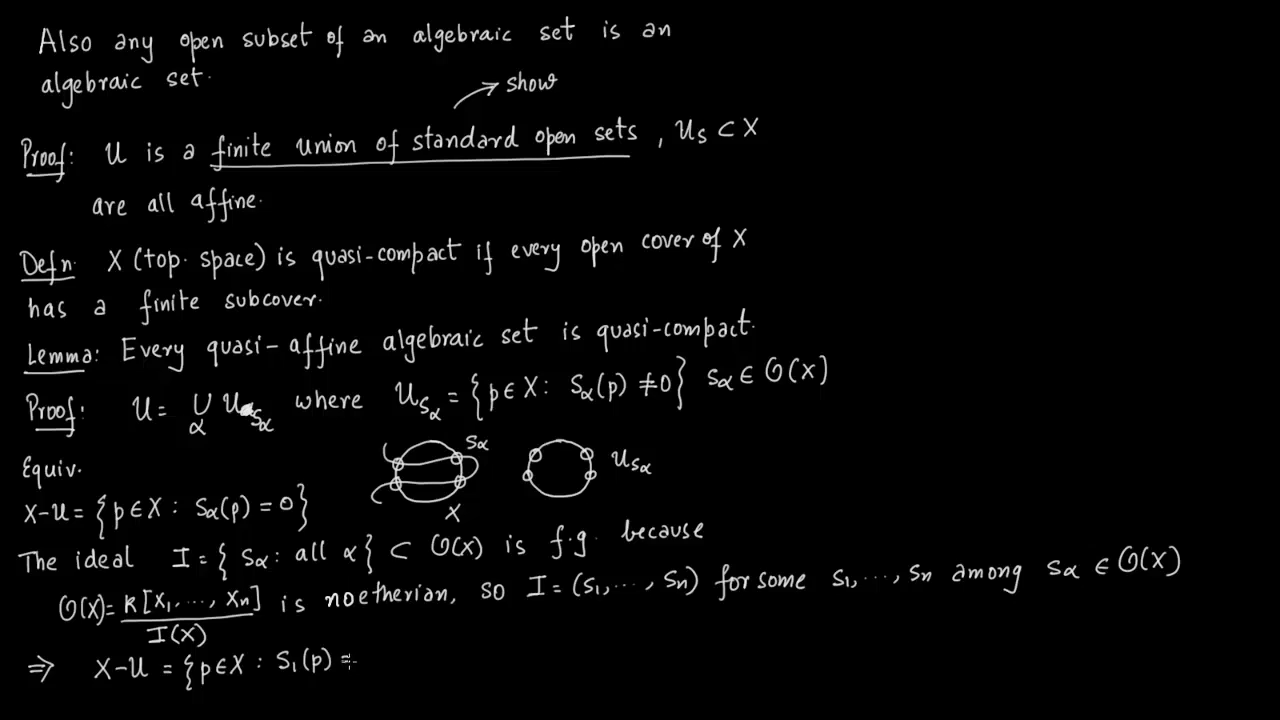 Also any open subset of an algebraic set is an
algebraic set.
→ show
Proof: U is a finite union of standard open sets, U_S ⊂ X
are all affine.
Defn. X (top. space) is quasi-compact if every open cover of X
has a finite subcover.
Lemma: Every quasi-affine algebraic set is quasi-compact.
Proof: U = ∪_α U_{S_α} where U_{S_α} = {p ∈ X : S_α(p) ≠ 0} S_α ∈ O(X)
S_α
Equiv. U_{S_α}
X-U = {p ∈ X : S_α(p) = 0} X
The ideal I = {S_α : all α} ⊂ O(X) is f.g. because
O(X) = k[X_1, ..., X_n] / I(X) is noetherian, so I = (S_1, ..., S_n) for some S_1, ..., S_n among S_α ∈ O(X)
⇒ X-U = {p ∈ X : S_1(p) =